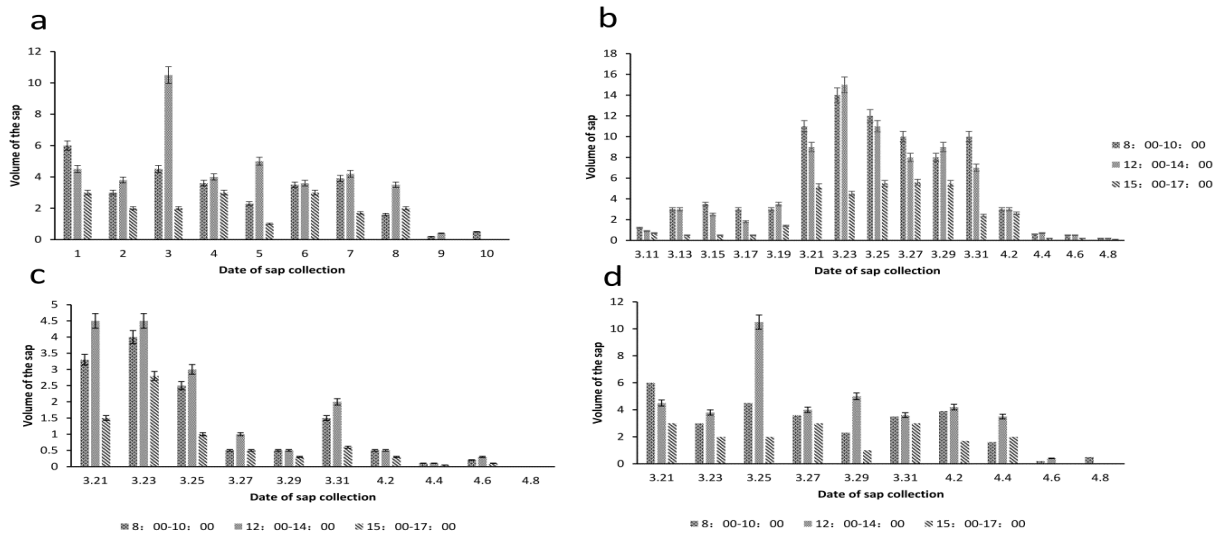 a
Volume of the sap
12
10
8
6
4
2
0
1 2 3 4 5 6 7 8 9 10
Date of sap collection
b
Volume of sap
18
16
14
12
10
8
6
4
2
0
3.11 3.13 3.15 3.17 3.19 3.21 3.23 3.25 3.27 3.29 3.31 4.2 4.4 4.6 4.8
Date of sap collection
8：00-10：00
12：00-14：00
15：00-17：00
c
Volume of the sap
5
4.5
4
3.5
3
2.5
2
1.5
1
0.5
0
3.21 3.23 3.25 3.27 3.29 3.31 4.2 4.4 4.6 4.8
Date of sap collection
8：00-10：00 12：00-14：00 15：00-17：00
d
Volume of the sap
12
10
8
6
4
2
0
3.21 3.23 3.25 3.27 3.29 3.31 4.2 4.4 4.6 4.8
Date of sap collection
8：00-10：00 12：00-14：00 15：00-17：00